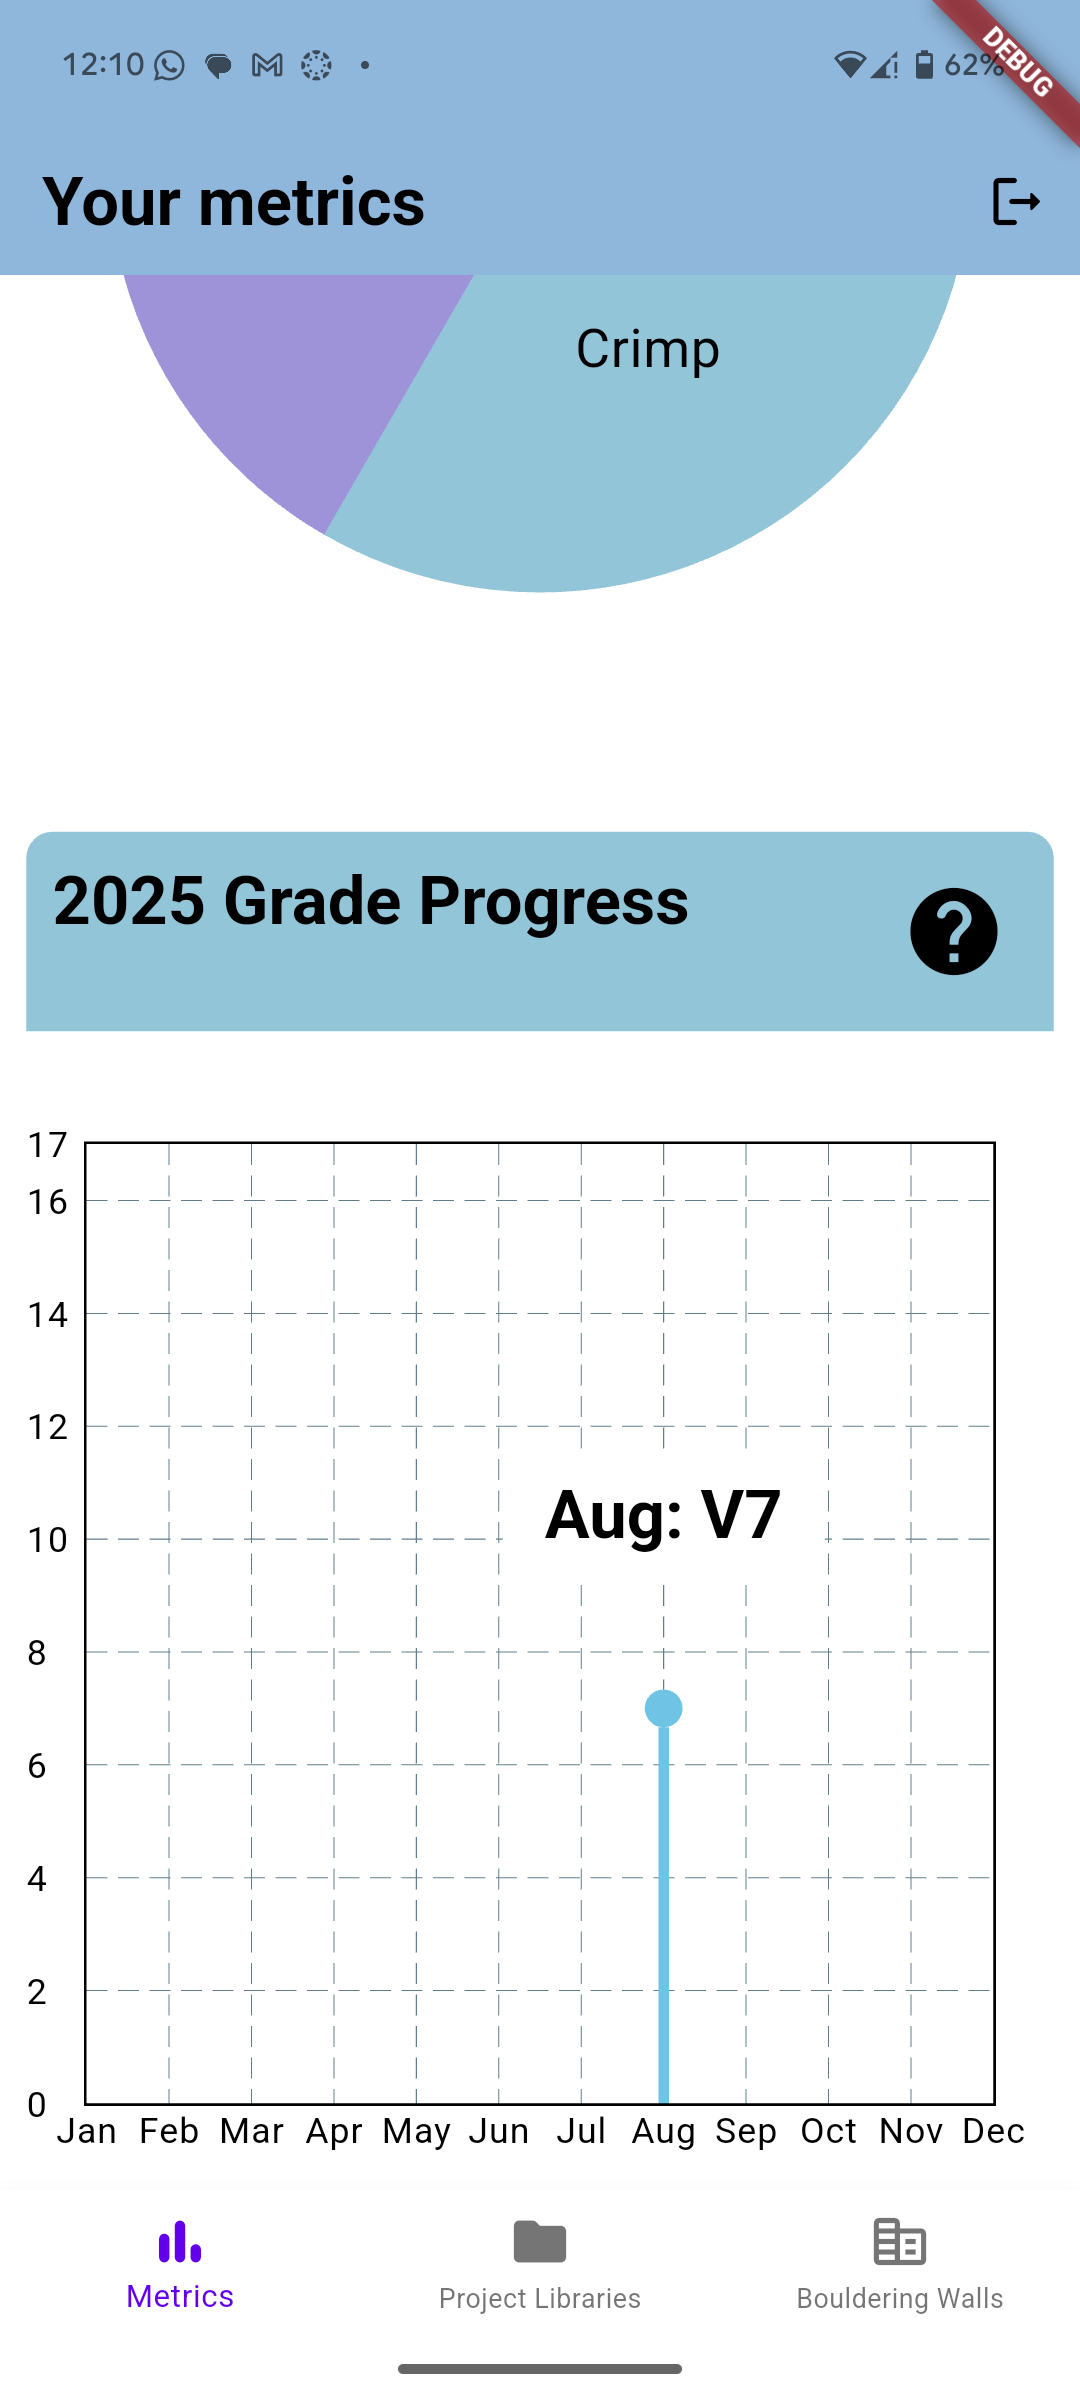 12:10
62%
DEBUG
Your metrics
Crimp
2025 Grade Progress
?
17
16
14
12
Aug: V7
10
8
6
4
2
0
Jan Feb Mar Apr May Jun Jul Aug Sep Oct Nov Dec
Metrics Project Libraries Bouldering Walls